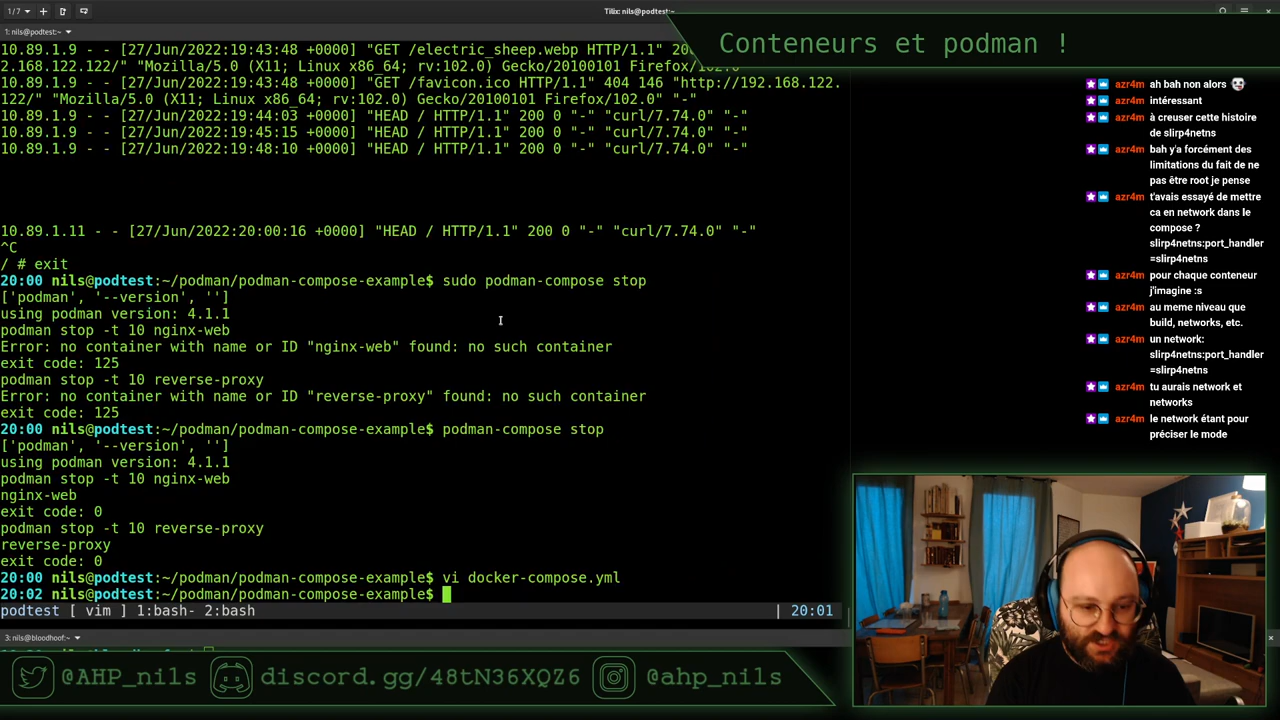 1 / 7
Tilix: nils@podtest:~
1: nils@podtest:~
Conteneurs et podman !
10.89.1.9 - - [27/Jun/2022:19:43:48 +0000] "GET /electric_sheep.webp HTTP/1.1" 20
2.168.122.122/" "Mozilla/5.0 (X11; Linux x86_64; rv:102.0) Gecko/20100101 Firefox/102.0" "-"
10.89.1.9 - - [27/Jun/2022:19:43:48 +0000] "GET /favicon.ico HTTP/1.1" 404 146 "http://192.168.122.
122/" "Mozilla/5.0 (X11; Linux x86_64; rv:102.0) Gecko/20100101 Firefox/102.0" "-"
10.89.1.9 - - [27/Jun/2022:19:44:03 +0000] "HEAD / HTTP/1.1" 200 0 "-" "curl/7.74.0" "-"
10.89.1.9 - - [27/Jun/2022:19:45:15 +0000] "HEAD / HTTP/1.1" 200 0 "-" "curl/7.74.0" "-"
10.89.1.9 - - [27/Jun/2022:19:48:10 +0000] "HEAD / HTTP/1.1" 200 0 "-" "curl/7.74.0" "-"
10.89.1.11 - - [27/Jun/2022:20:00:16 +0000] "HEAD / HTTP/1.1" 200 0 "-" "curl/7.74.0" "-"
^C
/ # exit
20:00 nils@podtest:~/podman/podman-compose-example$ sudo podman-compose stop
['podman', '--version', '']
using podman version: 4.1.1
podman stop -t 10 nginx-web
Error: no container with name or ID "nginx-web" found: no such container
exit code: 125
podman stop -t 10 reverse-proxy
Error: no container with name or ID "reverse-proxy" found: no such container
exit code: 125
20:00 nils@podtest:~/podman/podman-compose-example$ podman-compose stop
['podman', '--version', '']
using podman version: 4.1.1
podman stop -t 10 nginx-web
nginx-web
exit code: 0
podman stop -t 10 reverse-proxy
reverse-proxy
exit code: 0
20:00 nils@podtest:~/podman/podman-compose-example$ vi docker-compose.yml
20:02 nils@podtest:~/podman/podman-compose-example$
podtest [ vim ] 1:bash- 2:bash | 20:01
3: nils@bloodhoof:~
azr4m ah bah non alors
azr4m intéressant
azr4m à creuser cette histoire
de slirp4netns
azr4m bah y'a forcément des
limitations du fait de ne
pas être root je pense
azr4m t'avais essayé de mettre
ca en network dans le
compose ?
slirp4netns:port_handler
=slirp4netns
azr4m pour chaque conteneur
j'imagine :s
azr4m au meme niveau que
build, networks, etc.
azr4m un network:
slirp4netns:port_handler
=slirp4netns
azr4m tu aurais network et
networks
azr4m le network étant pour
préciser le mode
@AHP_nils discord.gg/48tN36XQZ6 @ahp_nils